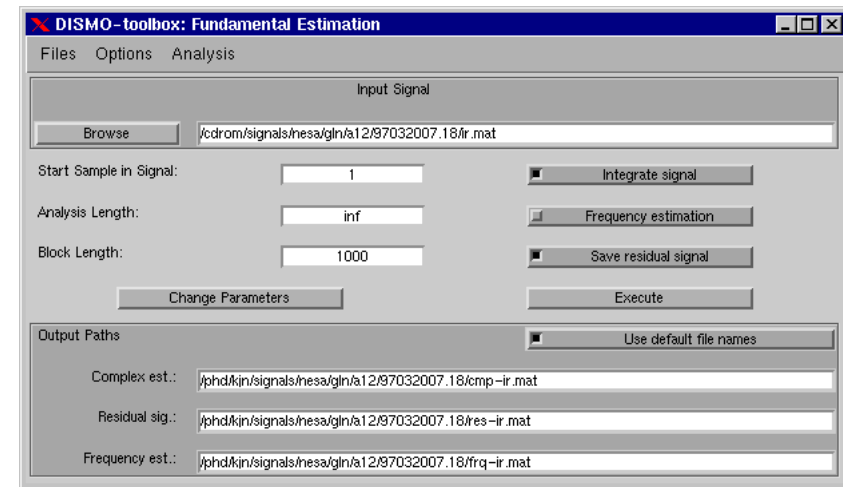 DISMO-toolbox: Fundamental Estimation
Files Options Analysis
Input Signal
Browse /cdrom/signals/nesa/gln/a12/97032007.18/ir.mat
Start Sample in Signal: 1 Integrate signal
Analysis Length: inf Frequency estimation
Block Length: 1000 Save residual signal
Change Parameters Execute
Output Paths Use default file names
Complex est.: /phd/kjn/signals/nesa/gln/a12/97032007.18/cmp-ir.mat
Residual sig.: /phd/kjn/signals/nesa/gln/a12/97032007.18/res-ir.mat
Frequency est.: /phd/kjn/signals/nesa/gln/a12/97032007.18/frq-ir.mat